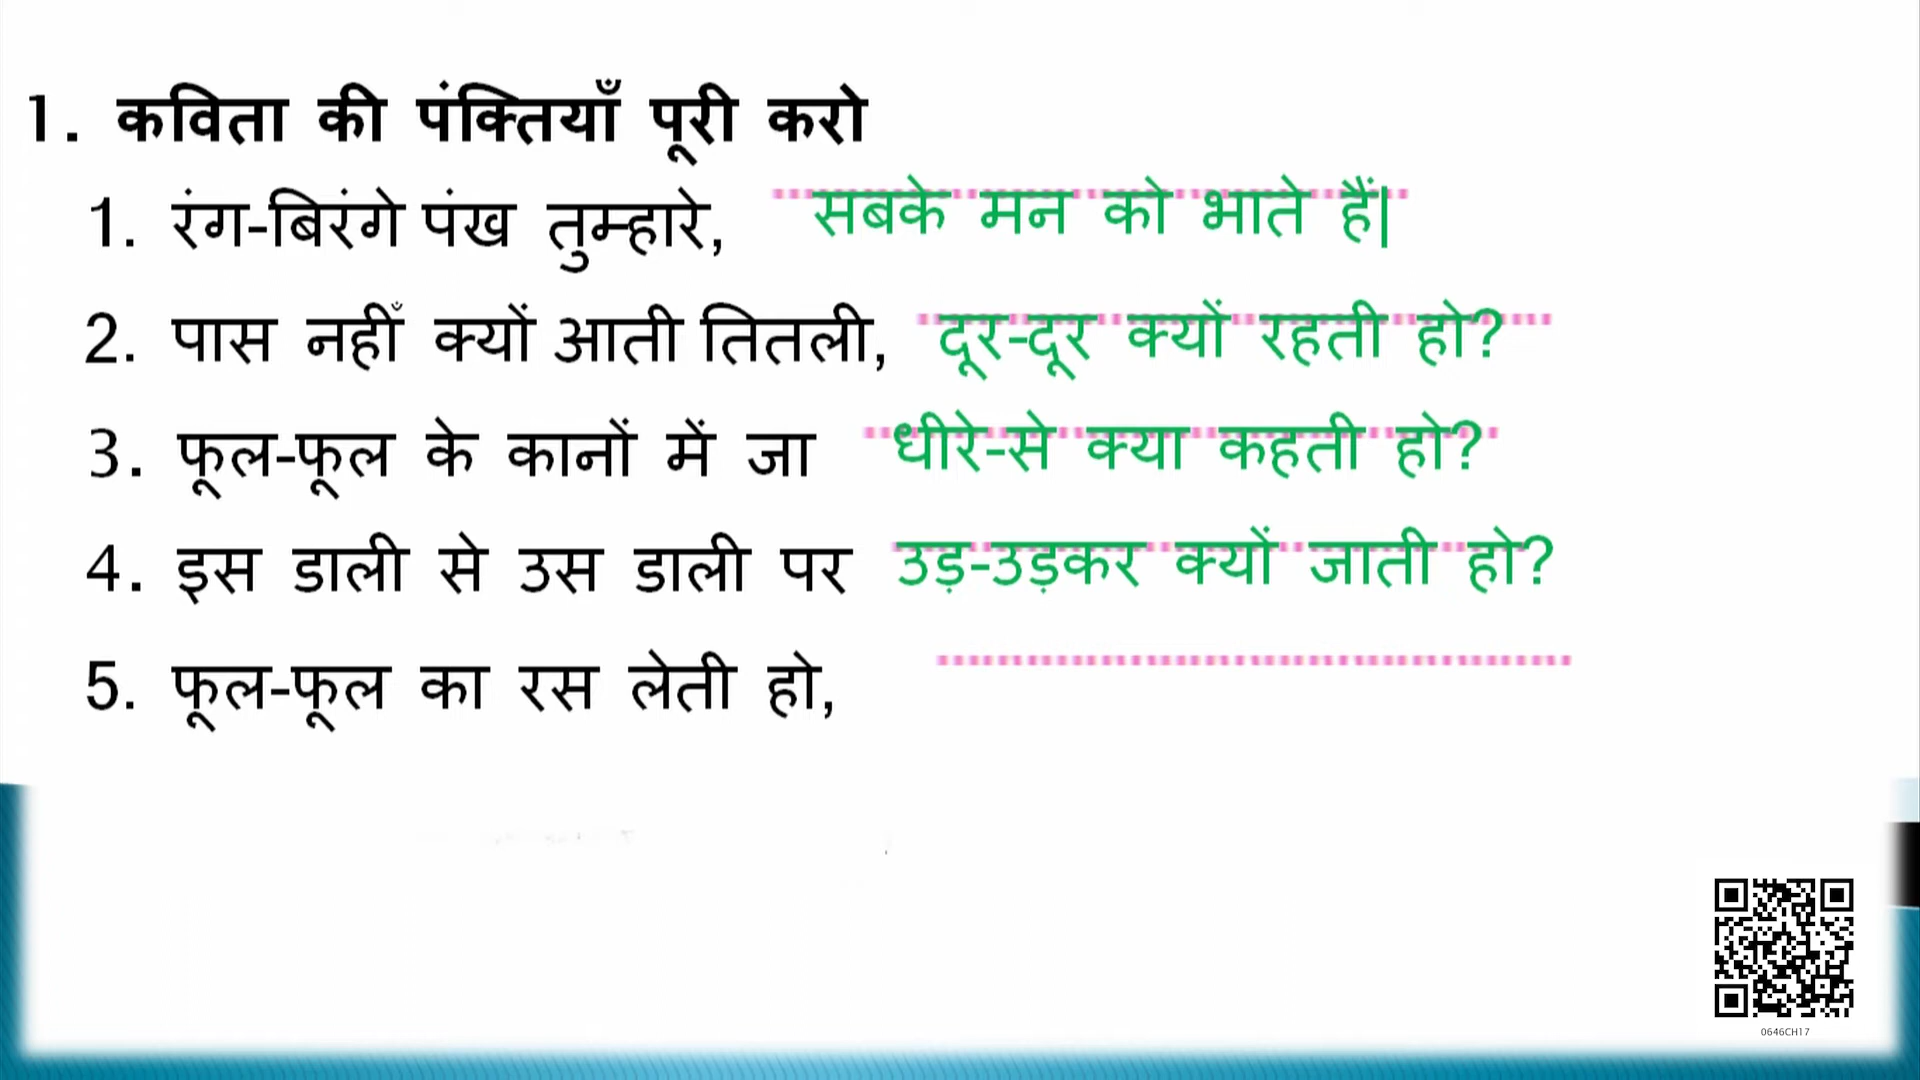 1. कविता की पंक्तियाँ पूरी करो
1. रंग-बिरंगे पंख तुम्हारे, सबके मन को भाते हैं|
2. पास नहीँ क्यों आती तितली, दूर-दूर क्यों रहती हो?
3. फूल-फूल के कानों में जा धीरे-से क्या कहती हो?
4. इस डाली से उस डाली पर उड़-उड़कर क्यों जाती हो?
5. फूल-फूल का रस लेती हो,
0646CH17